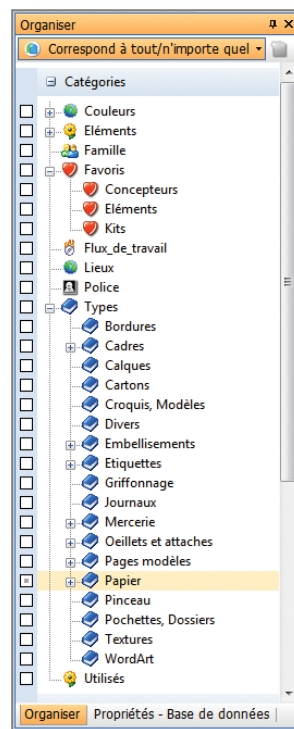 Organiser
Correspond à tout/n'importe quel
Catégories
Couleurs
Eléments
Famille
Favoris
Concepteurs
Eléments
Kits
Flux_de_travail
Lieux
Police
Types
Bordures
Cadres
Calques
Cartons
Croquis, Modèles
Divers
Embellisements
Etiquettes
Griffonnage
Journaux
Mercerie
Oeillets et attaches
Pages modèles
Papier
Pinceau
Pochettes, Dossiers
Textures
WordArt
Utilisés
Organiser Propriétés - Base de données